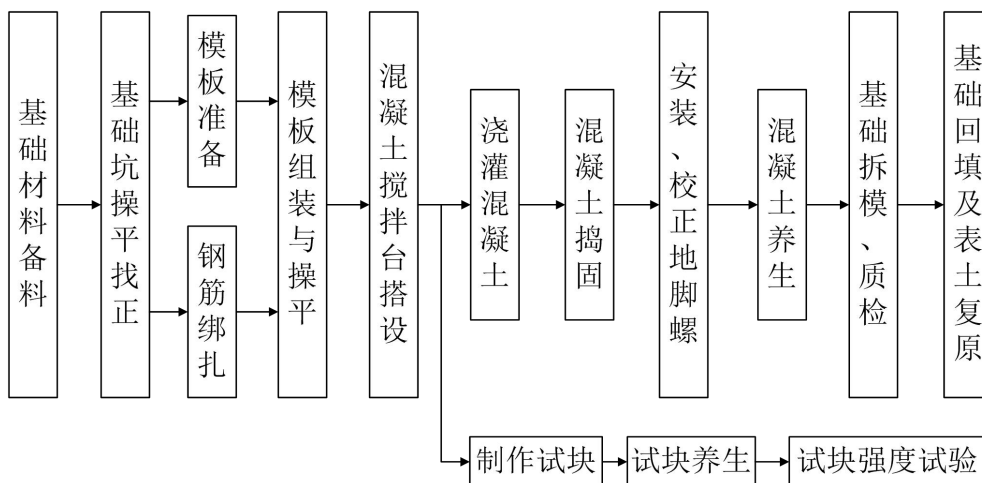 基础材料备料
基础坑操平找正
模板准备
钢筋绑扎
模板组装与操平
混凝土搅拌台搭设
浇灌混凝土
混凝土捣固
安装、校正地脚螺
混凝土养生
基础拆模、质检
基础回填及表土复原
制作试块
试块养生
试块强度试验